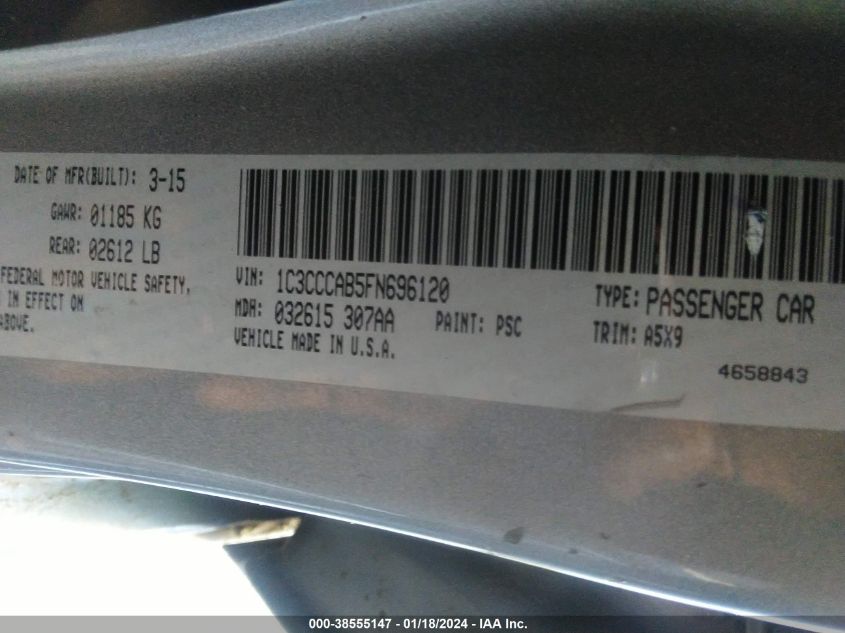 DATE OF MFR(BUILT): 3-15
GAWR: 01185 KG
REAR: 02612 LB
FEDERAL MOTOR VEHICLE SAFETY,
IN EFFECT ON
ABOVE.
VIN: 1C3CCCAB5FN696120
MDH: 032615 307AA
PAINT: PSC
VEHICLE MADE IN U.S.A.
TYPE: PASSENGER CAR
TRIM: A5X9
4658843
000-38555147 - 01/18/2024 - IAA Inc.